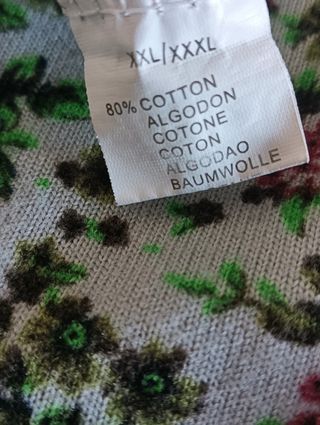 XXL/XXXL
80% COTTON
ALGODON
COTONE
COTON
ALGODAO
BAUMWOLLE